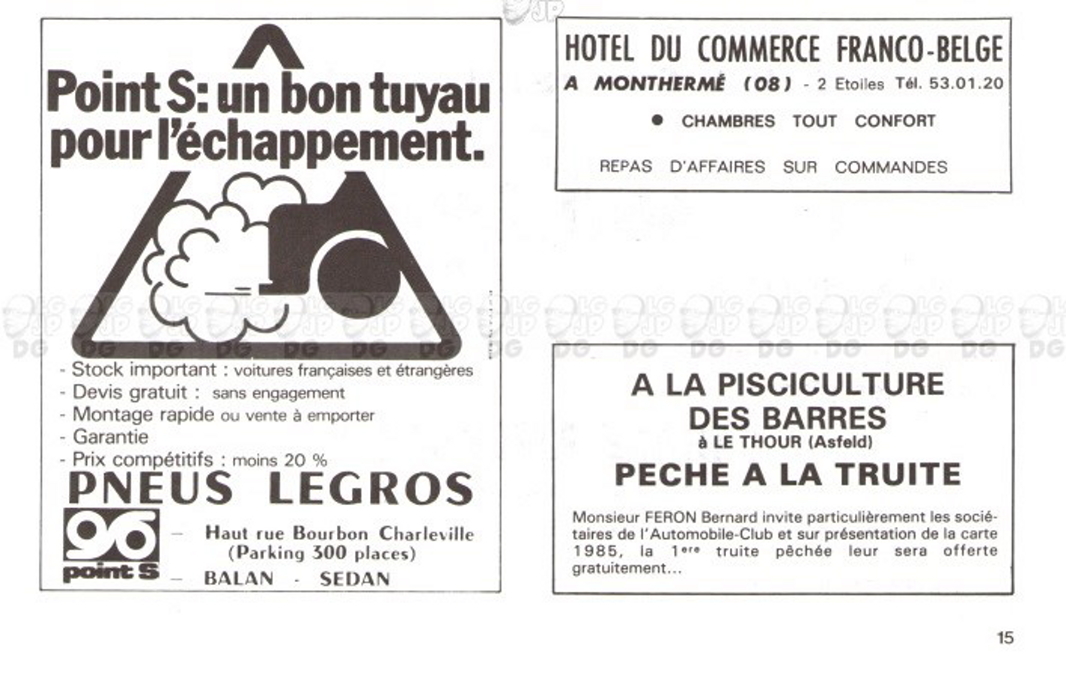 Point S: un bon tuyau
pour l'échappement.
- Stock important : voitures françaises et étrangères
- Devis gratuit : sans engagement
- Montage rapide ou vente à emporter
- Garantie
- Prix compétitifs : moins 20 %
PNEUS LEGROS
point S
— Haut rue Bourbon Charleville
(Parking 300 places)
— BALAN - SEDAN
HOTEL DU COMMERCE FRANCO-BELGE
A MONTHERMÉ (08) - 2 Etoiles Tél. 53.01.20
● CHAMBRES TOUT CONFORT
REPAS D'AFFAIRES SUR COMMANDES
A LA PISCICULTURE
DES BARRES
à LE THOUR (Asfeld)
PECHE A LA TRUITE
Monsieur FERON Bernard invite particulièrement les socié-
taires de l'Automobile-Club et sur présentation de la carte
1985, la 1ere truite pêchée leur sera offerte
gratuitement...
15